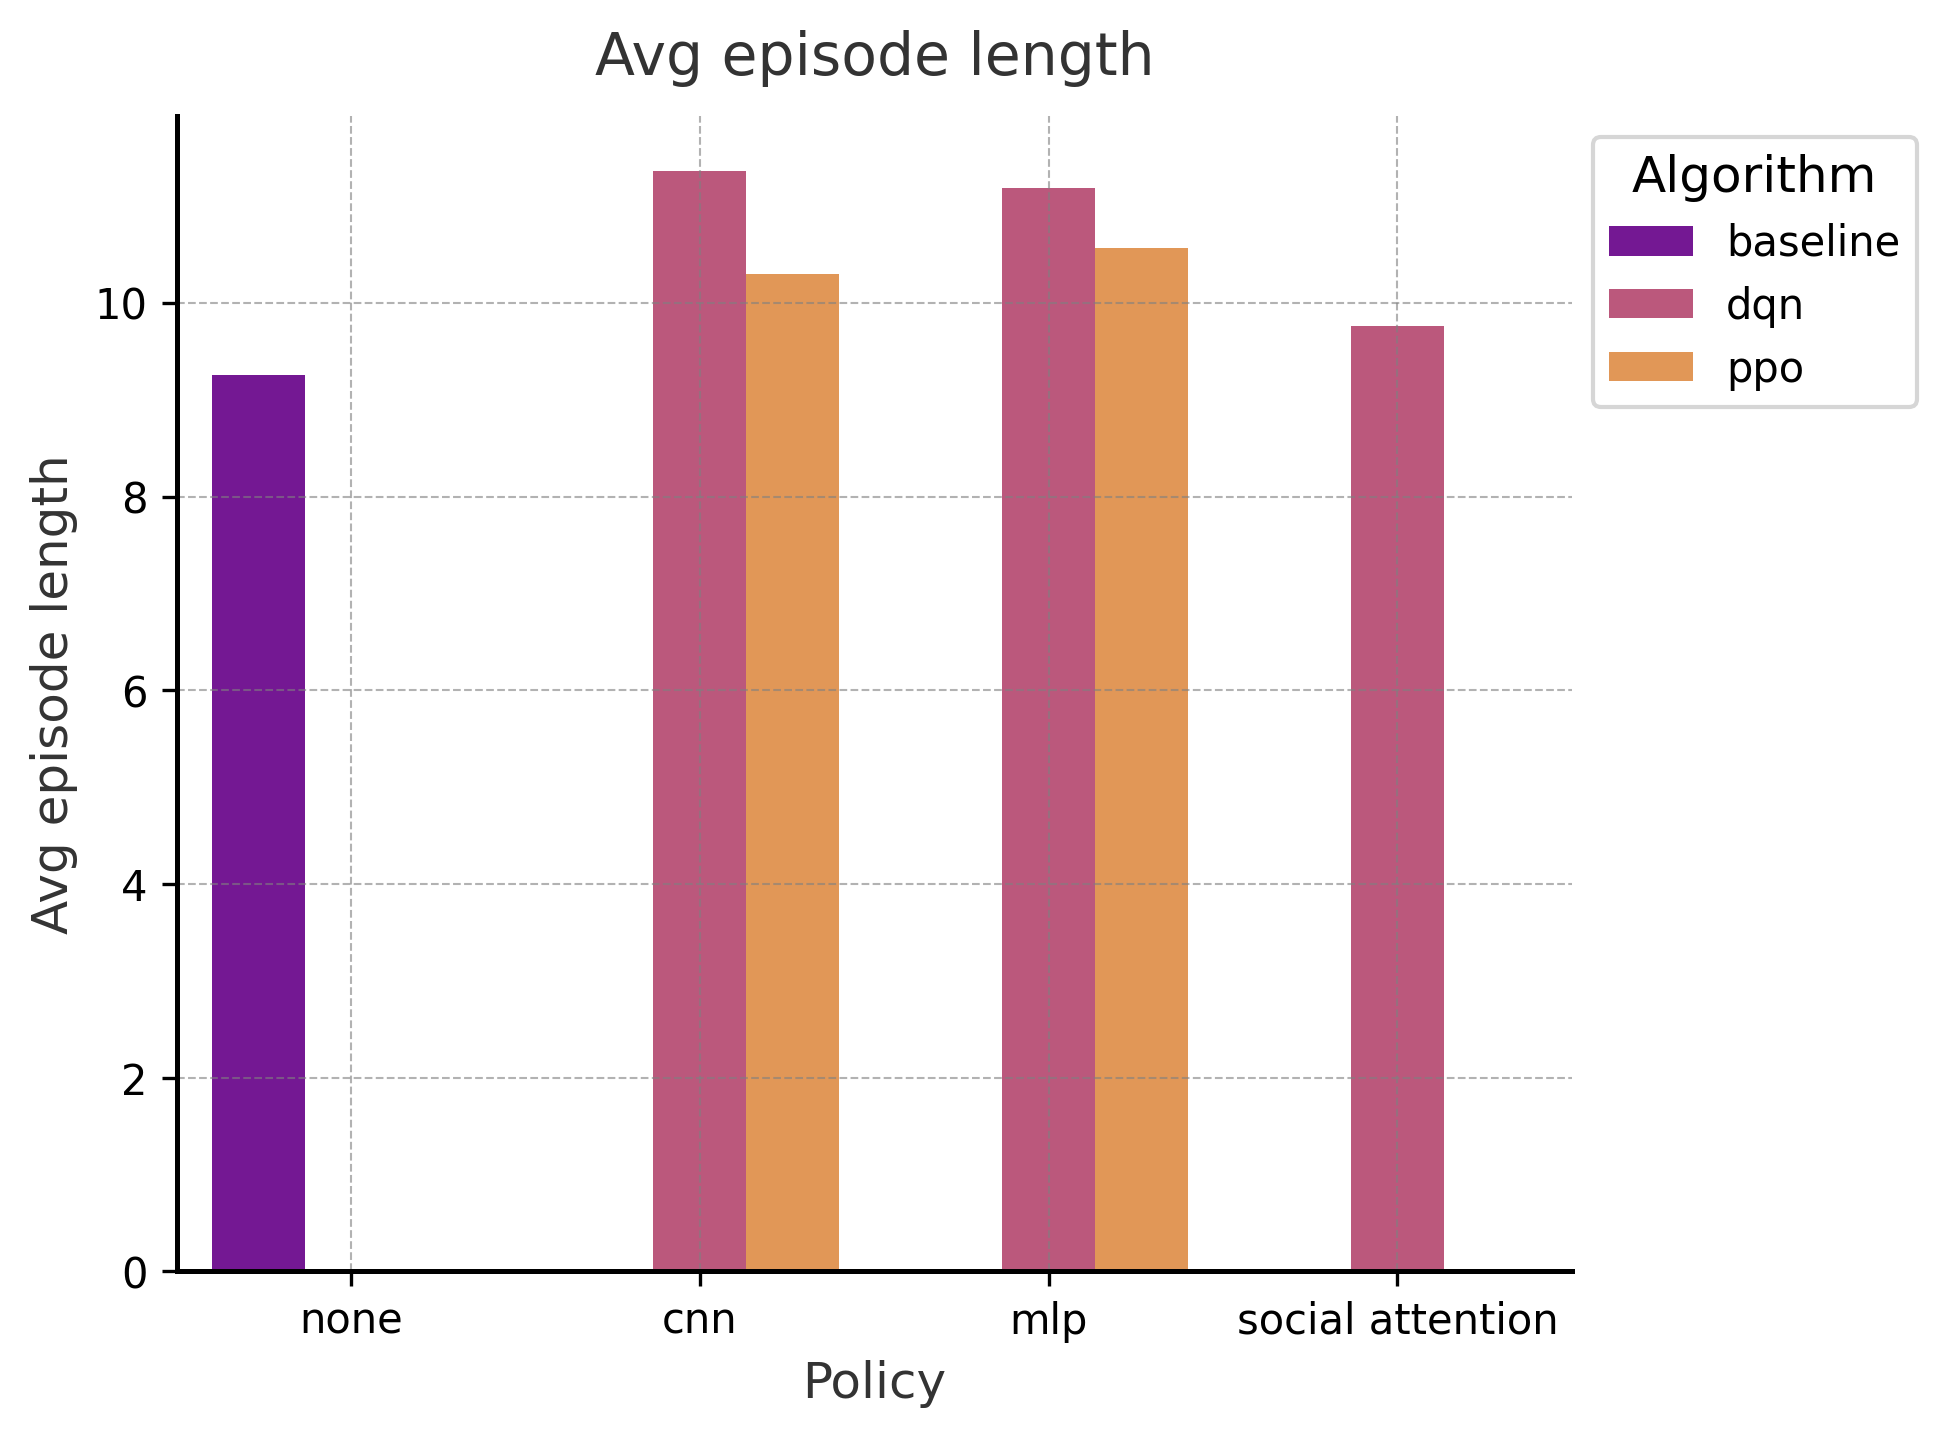 Avg episode length
Avg episode length
10
8
6
4
2
0
none
cnn
mlp
social attention
Policy
Algorithm
baseline
dqn
ppo